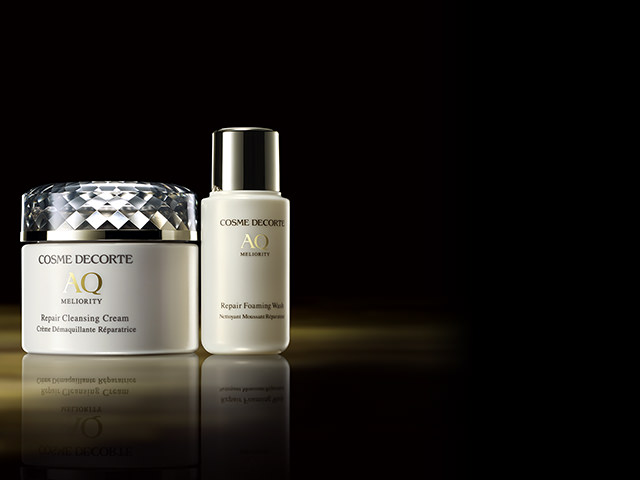 COSME DECORTE
AQ
MELIORITY
Repair Cleansing Cream
Crème Démaquillante Réparatrice
COSME DECORTE
AQ
MELIORITY
Repair Foaming Wash
Nettoyant Moussant Réparateur